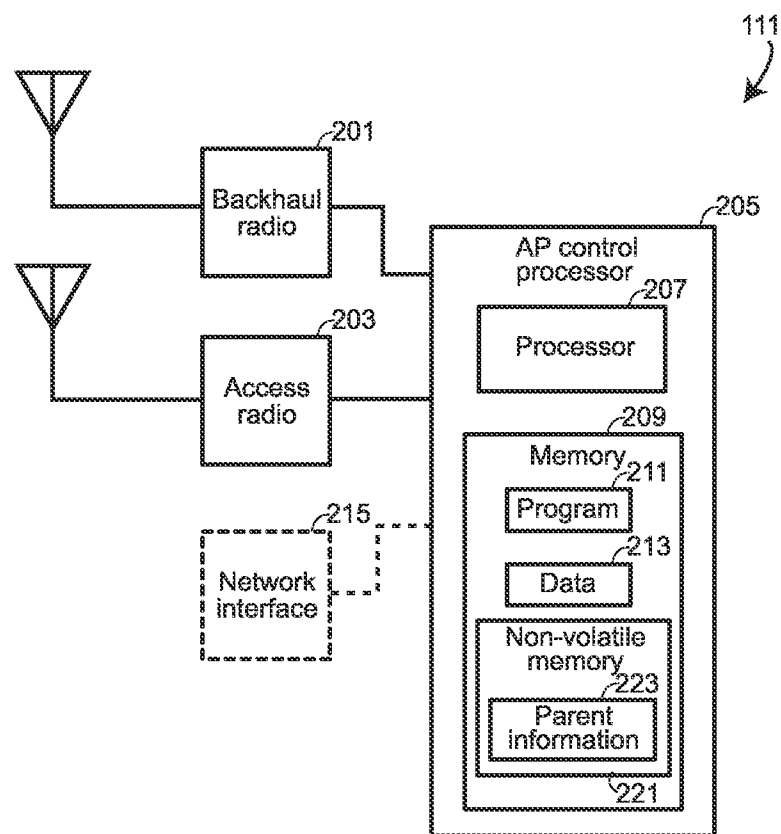 111
201
Backhaul
radio
205
AP control
processor
207
Processor
203
Access
radio
209
Memory
211
Program
213
Data
215
Network
interface
Non-volatile
memory
223
Parent
information
221